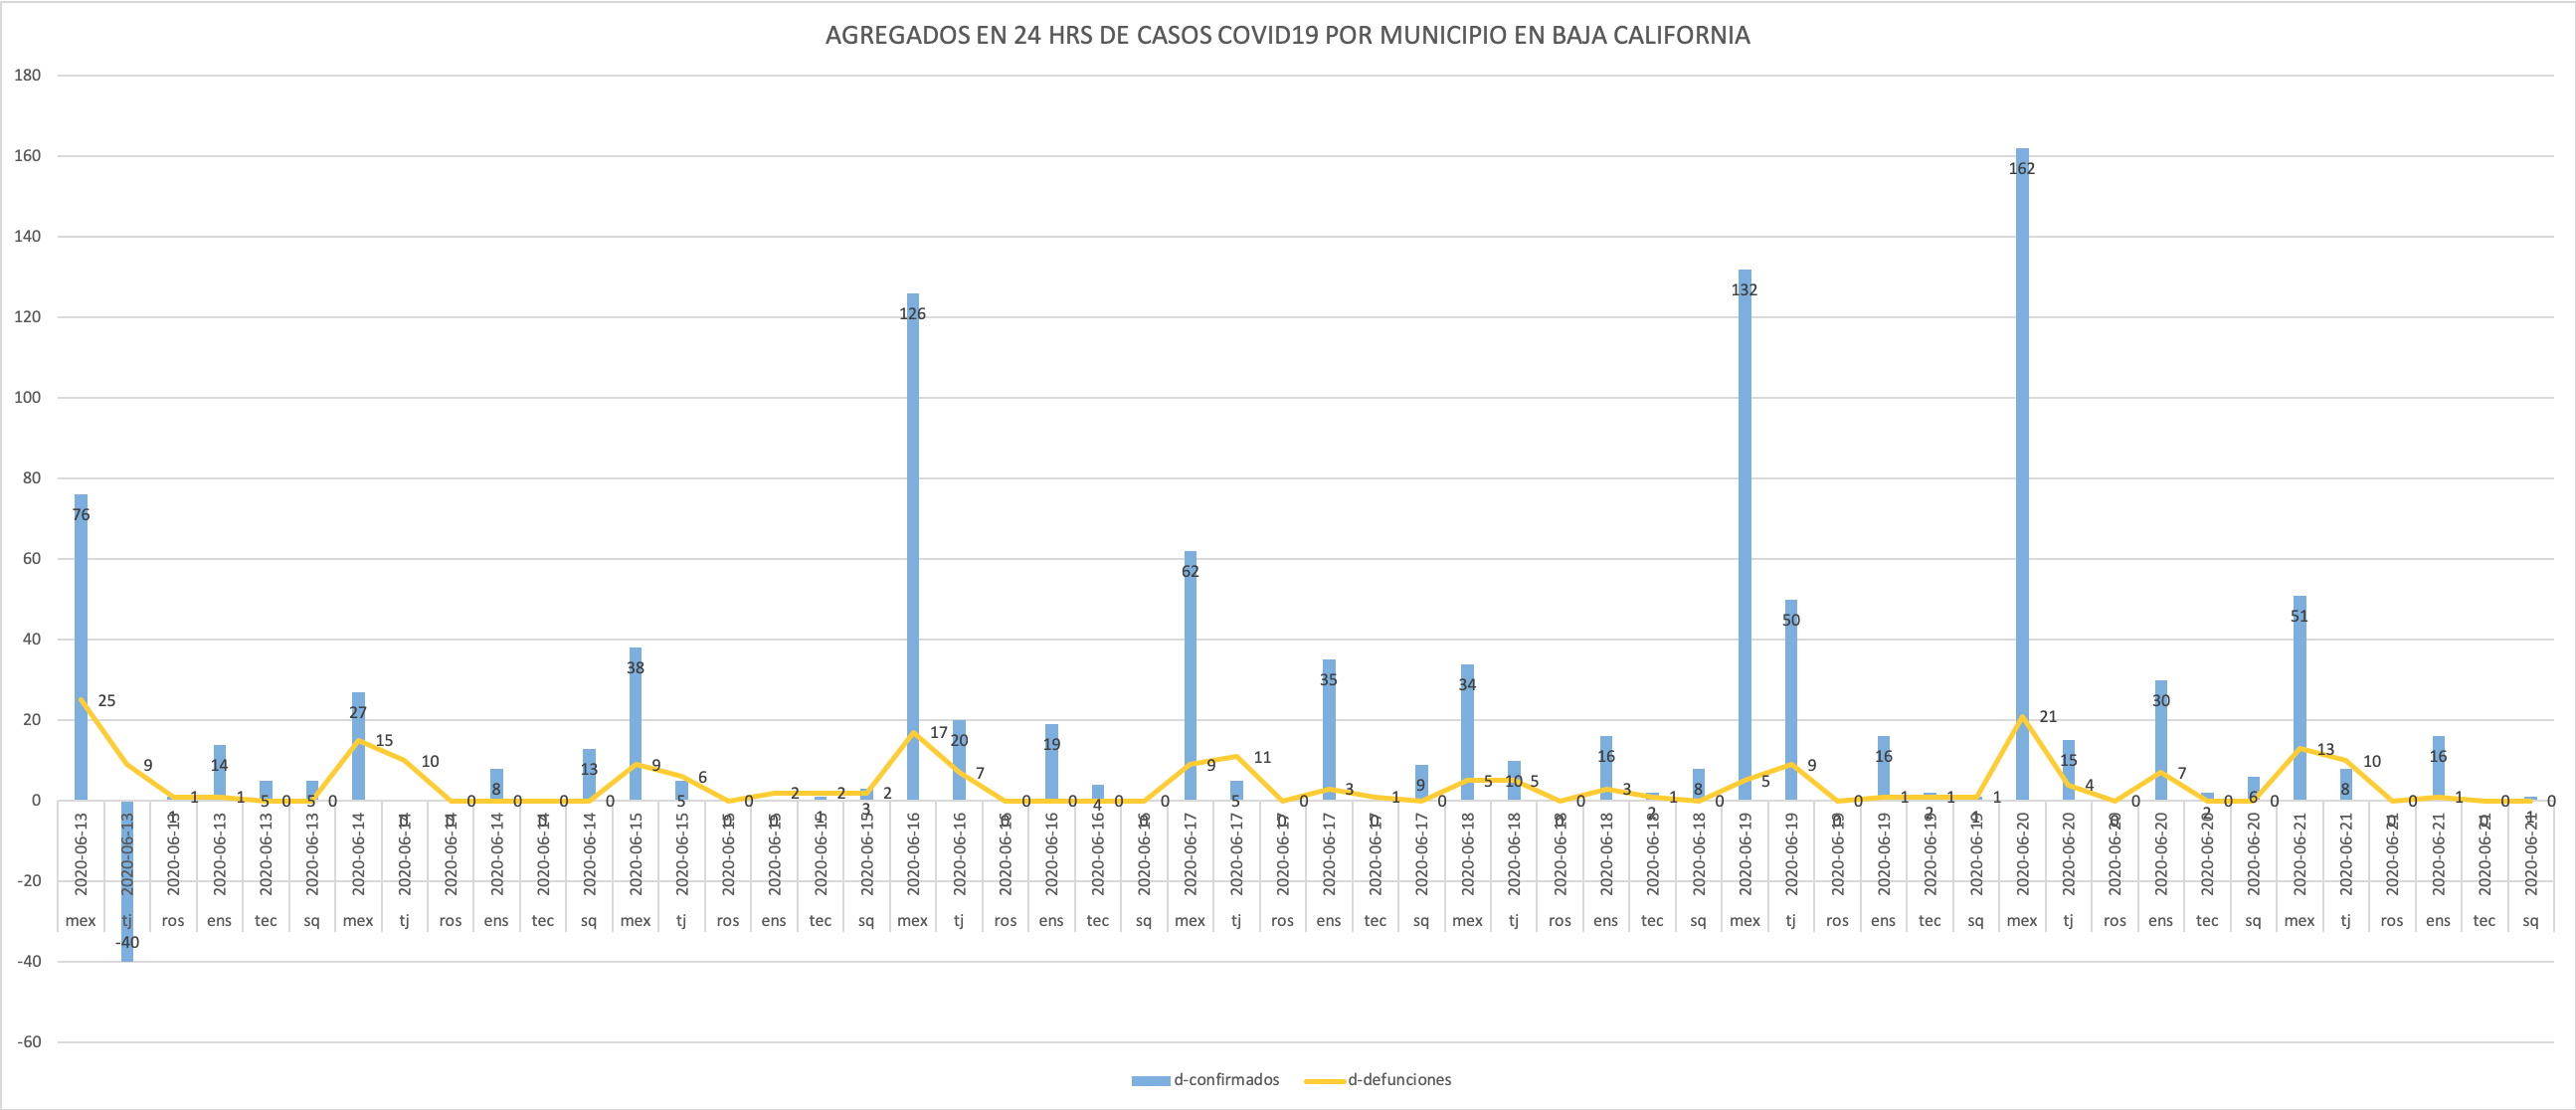 AGREGADOS EN 24 HRS DE CASOS COVID19 POR MUNICIPIO EN BAJA CALIFORNIA
180
160
140
120
100
80
60
40
20
0
-20
-40
-60
76 -40 1 14 5 5 27 0 0 8 0 13 38 5 0 0 1 3 126 20 0 19 4 0 62 5 0 35 0 9 34 10 0 16 2 8 132 50 0 16 2 1 162 15 0 30 2 6 51 8 0 16 0 1
25 9 1 1 0 0 15 10 0 0 0 0 9 6 0 2 2 2 17 7 0 0 0 0 9 11 0 3 1 0 5 5 0 3 1 0 5 9 0 1 1 1 21 4 0 7 0 0 13 10 0 1 0 0
2020-06-13 2020-06-13 2020-06-13 2020-06-13 2020-06-13 2020-06-13 2020-06-14 2020-06-14 2020-06-14 2020-06-14 2020-06-14 2020-06-14 2020-06-15 2020-06-15 2020-06-15 2020-06-15 2020-06-15 2020-06-15 2020-06-16 2020-06-16 2020-06-16 2020-06-16 2020-06-16 2020-06-16 2020-06-17 2020-06-17 2020-06-17 2020-06-17 2020-06-17 2020-06-17 2020-06-18 2020-06-18 2020-06-18 2020-06-18 2020-06-18 2020-06-18 2020-06-19 2020-06-19 2020-06-19 2020-06-19 2020-06-19 2020-06-19 2020-06-20 2020-06-20 2020-06-20 2020-06-20 2020-06-20 2020-06-20 2020-06-21 2020-06-21 2020-06-21 2020-06-21 2020-06-21 2020-06-21
mex tj ros ens tec sq mex tj ros ens tec sq mex tj ros ens tec sq mex tj ros ens tec sq mex tj ros ens tec sq mex tj ros ens tec sq mex tj ros ens tec sq mex tj ros ens tec sq mex tj ros ens tec sq
d-confirmados d-defunciones